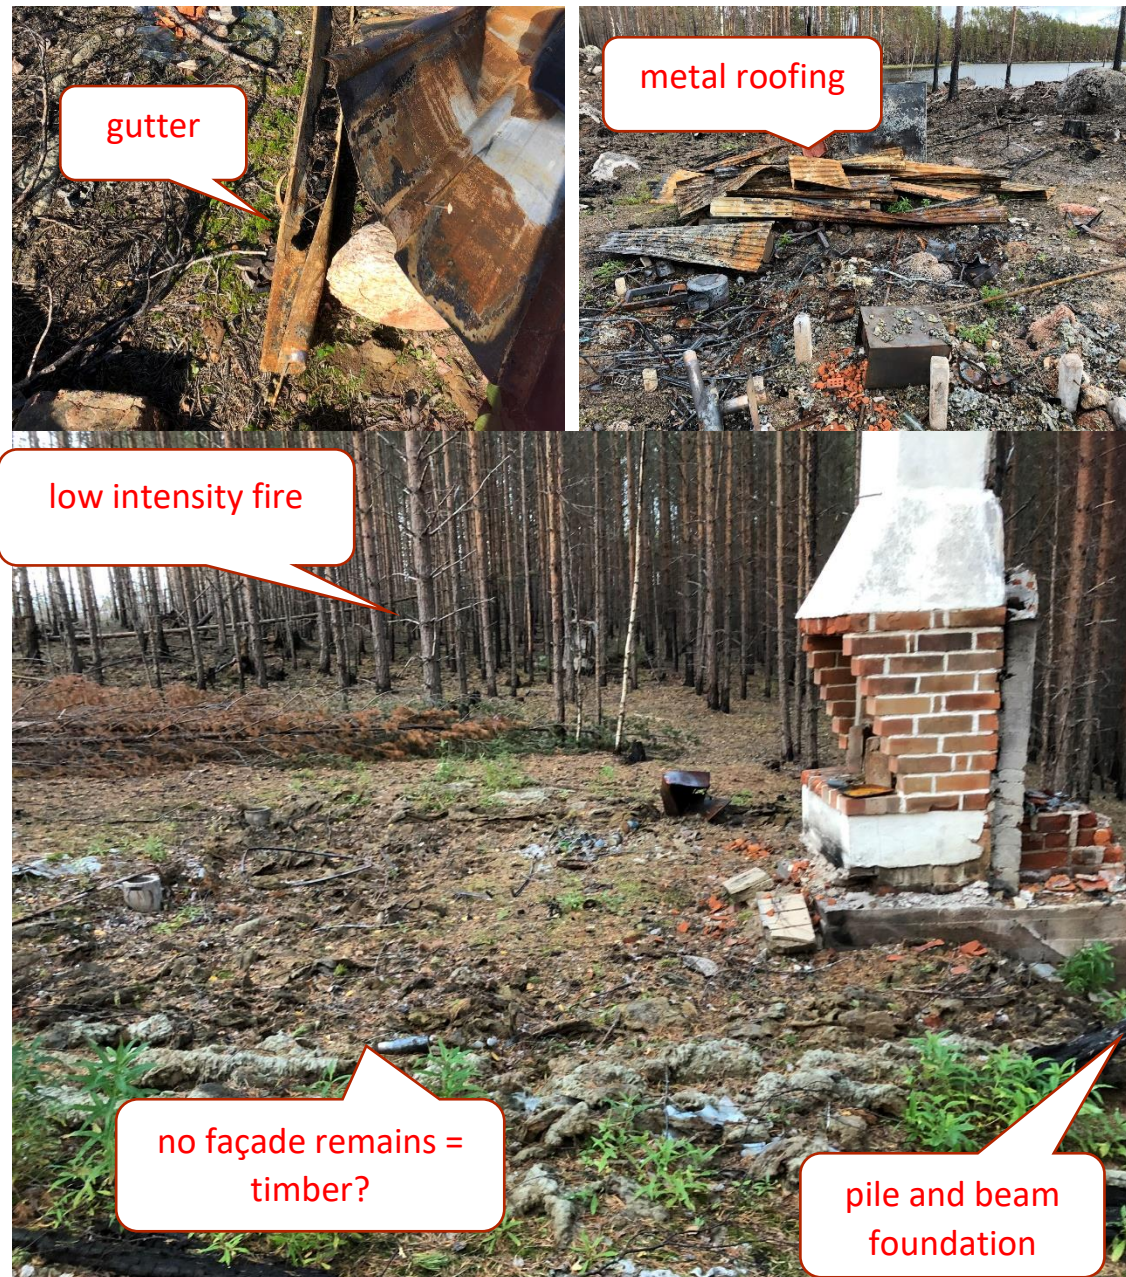 gutter
metal roofing
low intensity fire
no façade remains =
timber?
pile and beam
foundation